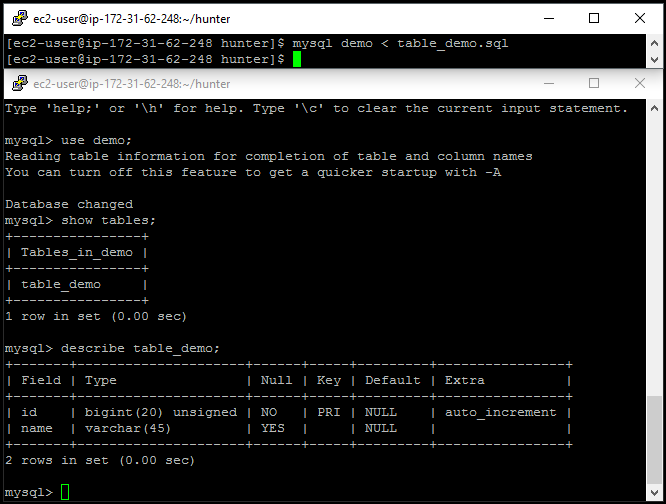 ec2-user@ip-172-31-62-248:~/hunter
[ec2-user@ip-172-31-62-248 hunter]$ mysql demo < table_demo.sql
[ec2-user@ip-172-31-62-248 hunter]$
ec2-user@ip-172-31-62-248:~/hunter
Type 'help;' or '\h' for help. Type '\c' to clear the current input statement.
mysql> use demo;
Reading table information for completion of table and column names
You can turn off this feature to get a quicker startup with -A
Database changed
mysql> show tables;
+----------------+
| Tables_in_demo |
+----------------+
| table_demo     |
+----------------+
1 row in set (0.00 sec)
mysql> describe table_demo;
+-------+---------------------+------+-----+---------+----------------+
| Field | Type                | Null | Key | Default | Extra          |
+-------+---------------------+------+-----+---------+----------------+
| id    | bigint(20) unsigned | NO   | PRI | NULL    | auto_increment |
| name  | varchar(45)         | YES  |     | NULL    |                |
+-------+---------------------+------+-----+---------+----------------+
2 rows in set (0.00 sec)
mysql>